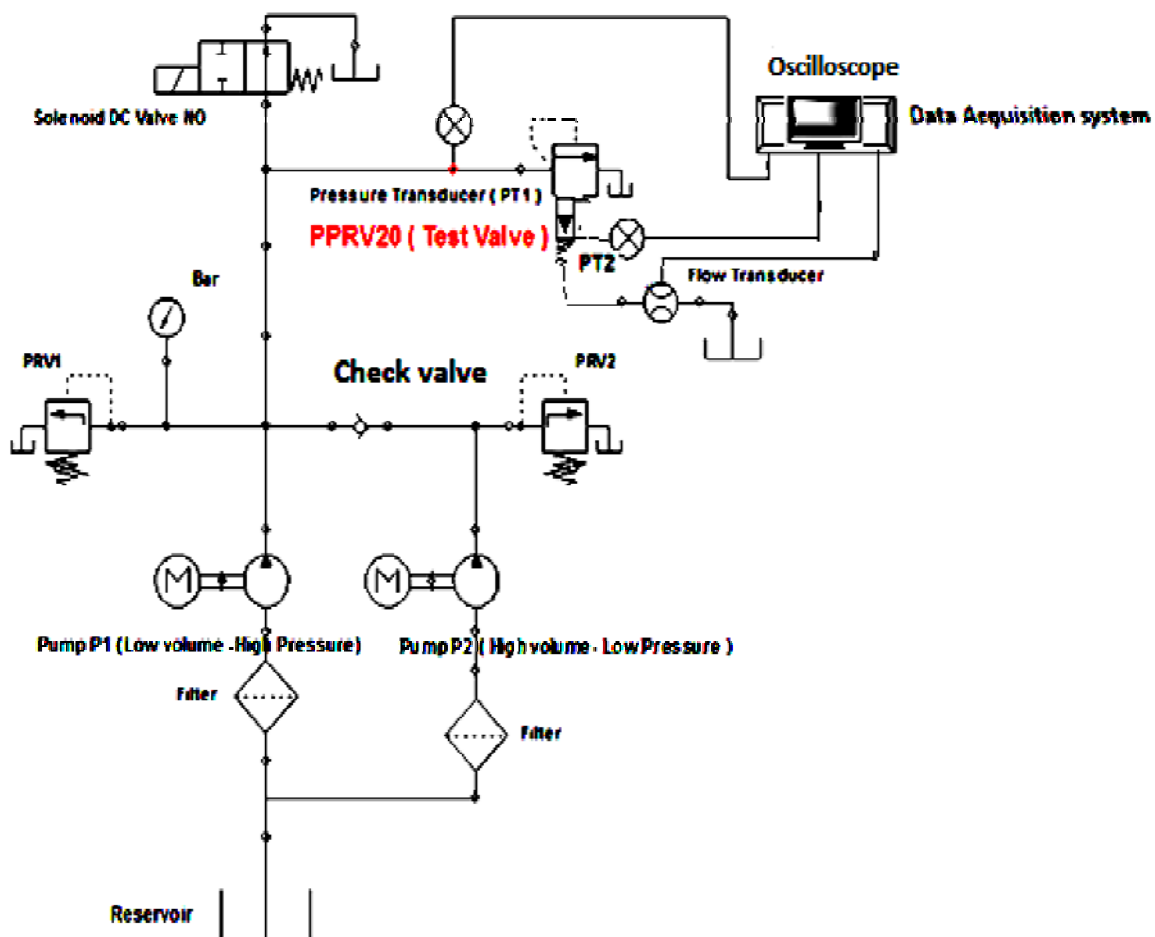 Oscilloscope
Solenoid DC Valve NO
Data Acquisition system
Pressure Transducer ( PT1 )
PPRV20 ( Test Valve )
PT2
Flow Transducer
Bar
PRV1
Check valve
PRV2
M
M
Pump P1 (Low volume -High Pressure)
Pump P2 ( High volume - Low Pressure )
Filter
Filter
Reservoir